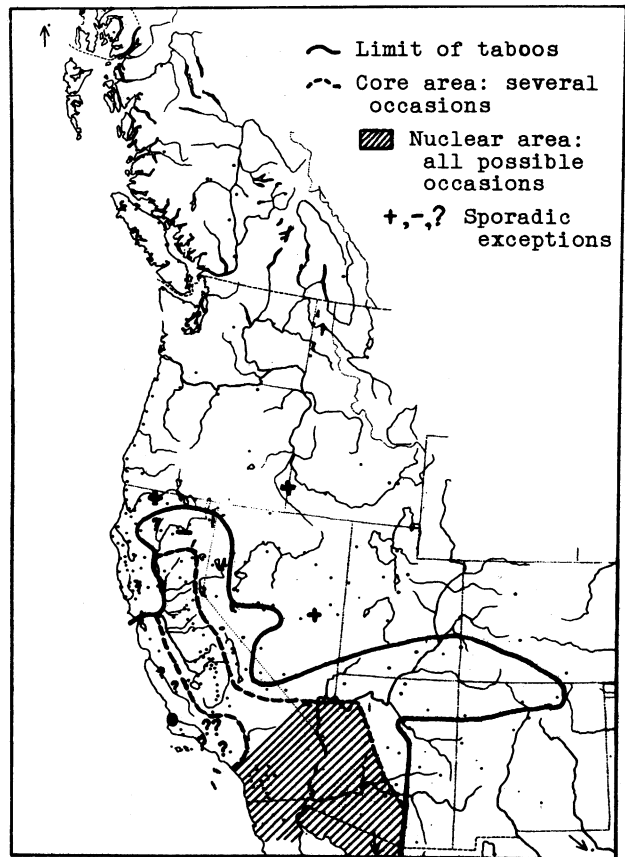 Limit of taboos
Core area: several
occasions
Nuclear area:
all possible
occasions
+,-,? Sporadic
exceptions
+
+
?
-
?
+
?
?
??
?
?